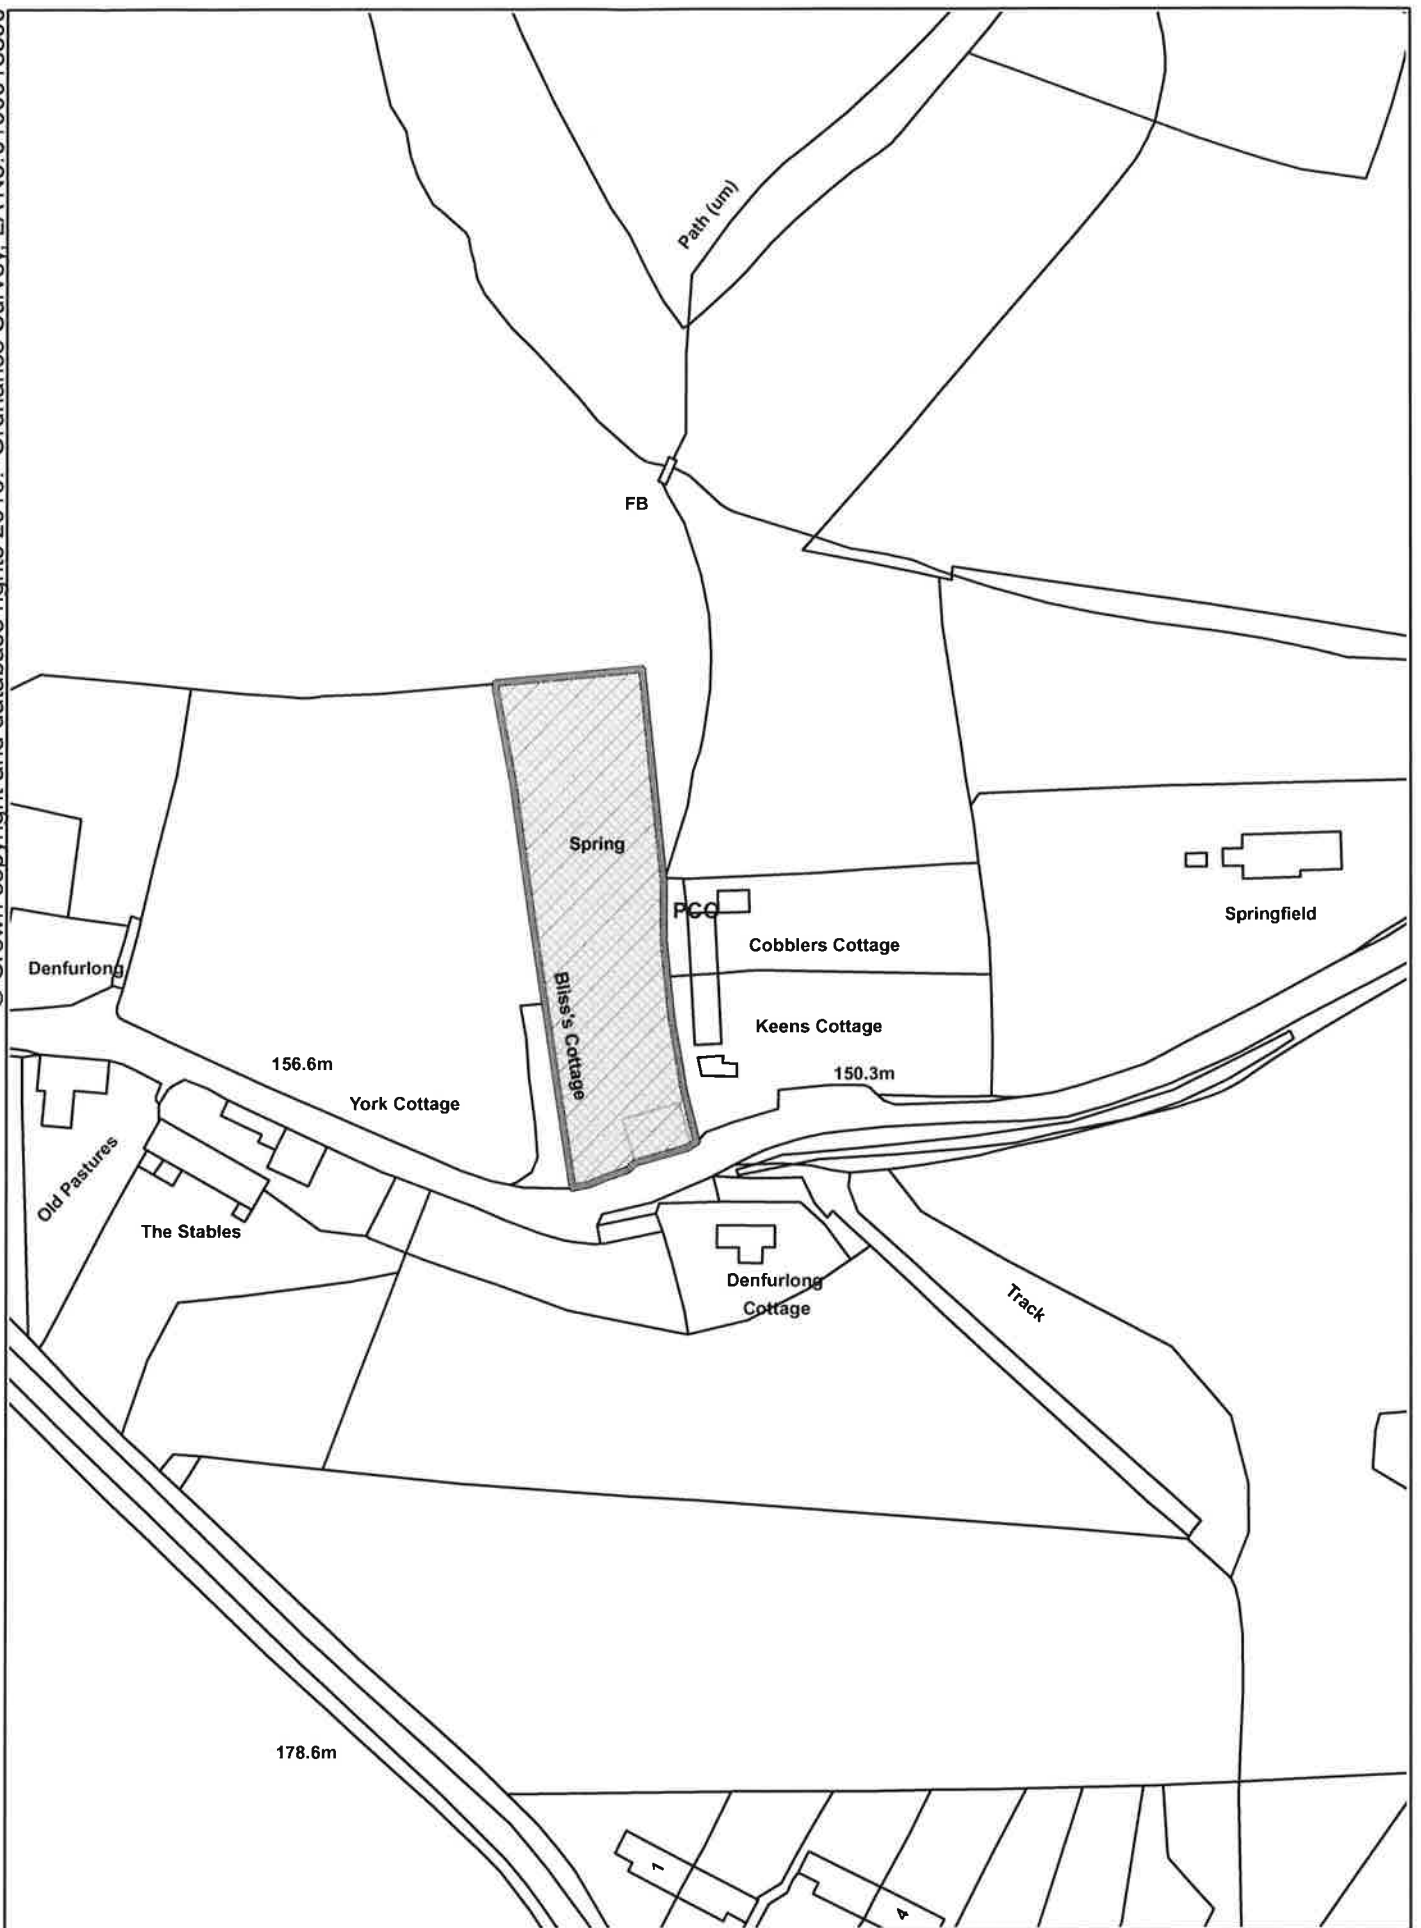 Path (um)
FB
Spring
PCO
Cobblers Cottage
Springfield
Denfurlong
Bliss's Cottage
Keens Cottage
156.6m
150.3m
York Cottage
Old Pastures
The Stables
Denfurlong
Cottage
Track
178.6m
1
4